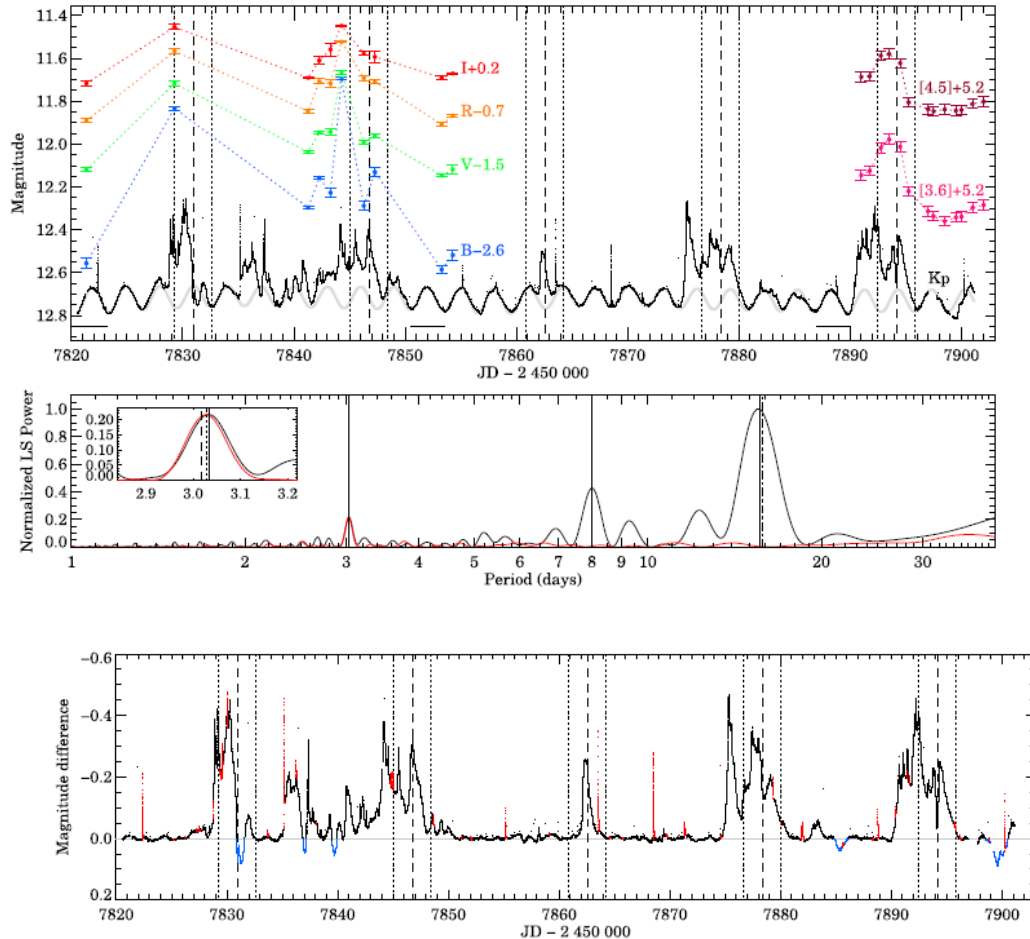 11.4
11.6
11.8
12.0
12.2
12.4
12.6
12.8
Magnitude
I+0.2
R−0.7
V−1.5
B−2.6
[4.5]+5.2
[3.6]+5.2
Kp
7820 7830 7840 7850 7860 7870 7880 7890 7900
JD − 2 450 000
1.0
0.8
0.6
0.4
0.2
0.0
Normalized LS Power
0.20
0.15
0.10
0.05
0.00
2.9 3.0 3.1 3.2
1 2 3 4 5 6 7 8 9 10 20 30
Period (days)
−0.6
−0.4
−0.2
0.0
0.2
Magnitude difference
7820 7830 7840 7850 7860 7870 7880 7890 7900
JD − 2 450 000